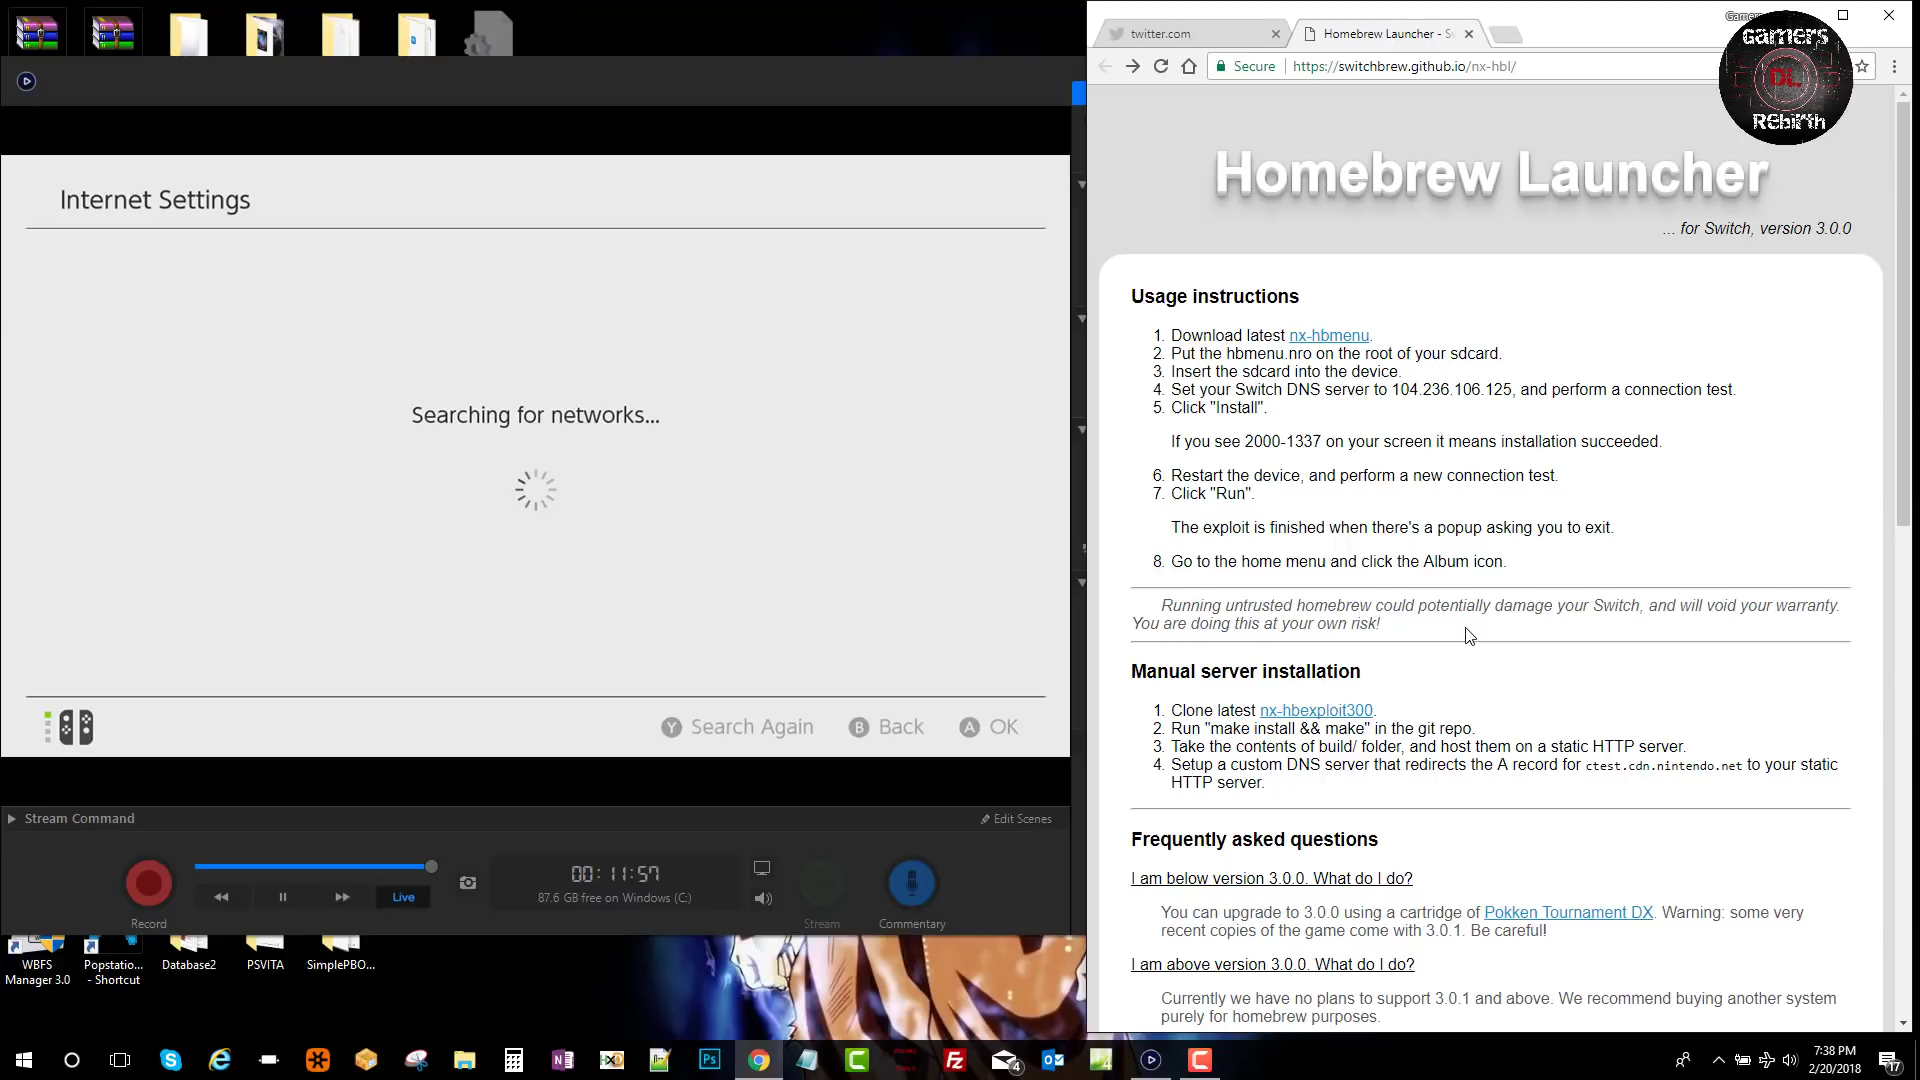 Internet Settings
Searching for networks...
Y Search Again B Back A OK
Stream Command
Edit Scenes
Record
Live
00:11:57
87.6 GB free on Windows (C:)
Stream
Commentary
WBFS
Manager 3.0
Popstatio...
- Shortcut
Database2
PSVITA
SimplePBO...
twitter.com
Homebrew Launcher - S
Secure
https://switchbrew.github.io/nx-hbl/
Gamers
DL
REbirth
Homebrew Launcher
... for Switch, version 3.0.0
Usage instructions
1. Download latest nx-hbmenu.
2. Put the hbmenu.nro on the root of your sdcard.
3. Insert the sdcard into the device.
4. Set your Switch DNS server to 104.236.106.125, and perform a connection test.
5. Click "Install".
If you see 2000-1337 on your screen it means installation succeeded.
6. Restart the device, and perform a new connection test.
7. Click "Run".
The exploit is finished when there's a popup asking you to exit.
8. Go to the home menu and click the Album icon.
Running untrusted homebrew could potentially damage your Switch, and will void your warranty.
You are doing this at your own risk!
Manual server installation
1. Clone latest nx-hbexploit300.
2. Run "make install && make" in the git repo.
3. Take the contents of build/ folder, and host them on a static HTTP server.
4. Setup a custom DNS server that redirects the A record for ctest.cdn.nintendo.net to your static
HTTP server.
Frequently asked questions
I am below version 3.0.0. What do I do?
You can upgrade to 3.0.0 using a cartridge of Pokken Tournament DX. Warning: some very
recent copies of the game come with 3.0.1. Be careful!
I am above version 3.0.0. What do I do?
Currently we have no plans to support 3.0.1 and above. We recommend buying another system
purely for homebrew purposes.
7:38 PM
2/20/2018
4
17